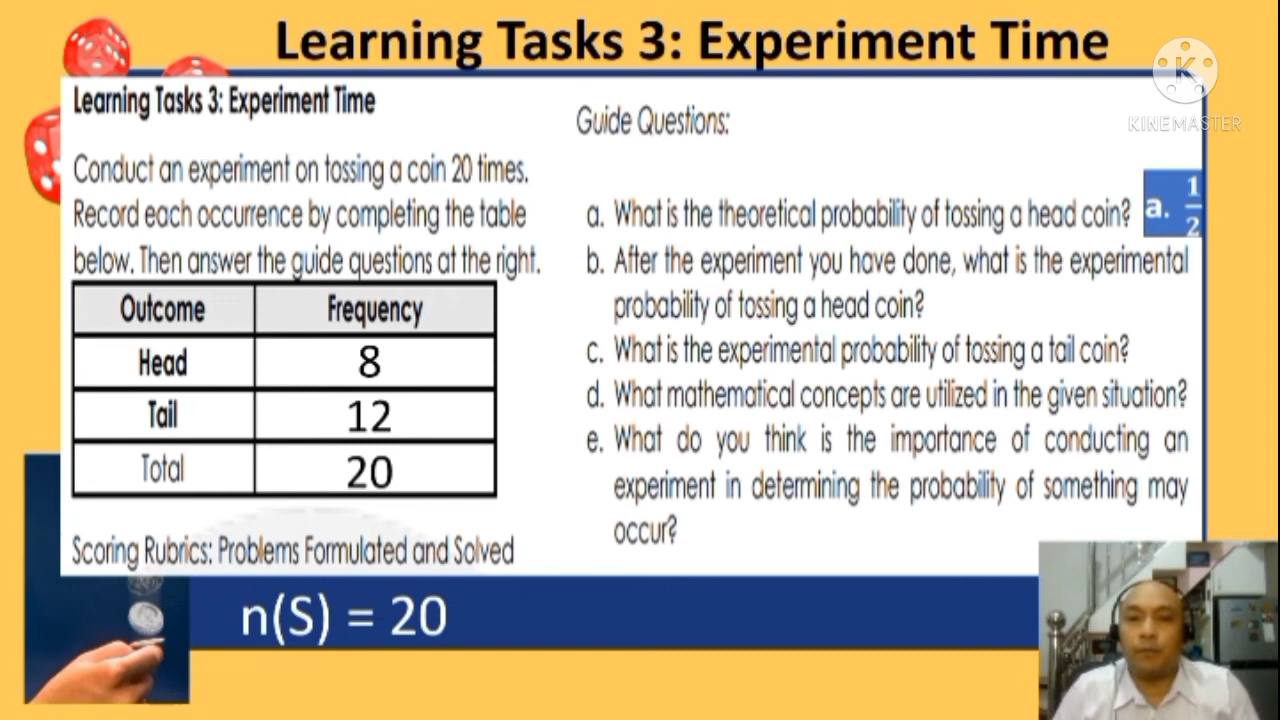 Learning Tasks 3: Experiment Time
KINEMASTER
Learning Tasks 3: Experiment Time
Conduct an experiment on tossing a coin 20 times.
Record each occurrence by completing the table
below. Then answer the guide questions at the right.
Outcome Frequency
Head 8
Tail 12
Total 20
Scoring Rubrics: Problems Formulated and Solved
Guide Questions:
a. What is the theoretical probability of tossing a head coin? a. 1/2
b. After the experiment you have done, what is the experimental
probability of tossing a head coin?
c. What is the experimental probability of tossing a tail coin?
d. What mathematical concepts are utilized in the given situation?
e. What do you think is the importance of conducting an
experiment in determining the probability of something may
occur?
n(S) = 20